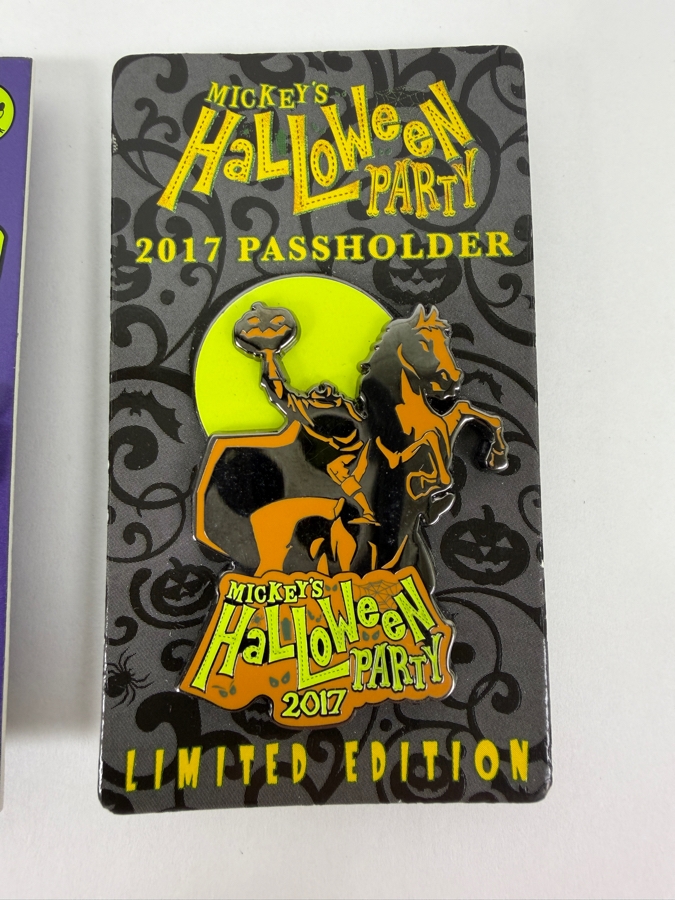 MICKEY'S
HALLOWEEN
PARTY
2017 PASSHOLDER
MICKEY'S
HALLOWEEN
PARTY
2017
LIMITED EDITION